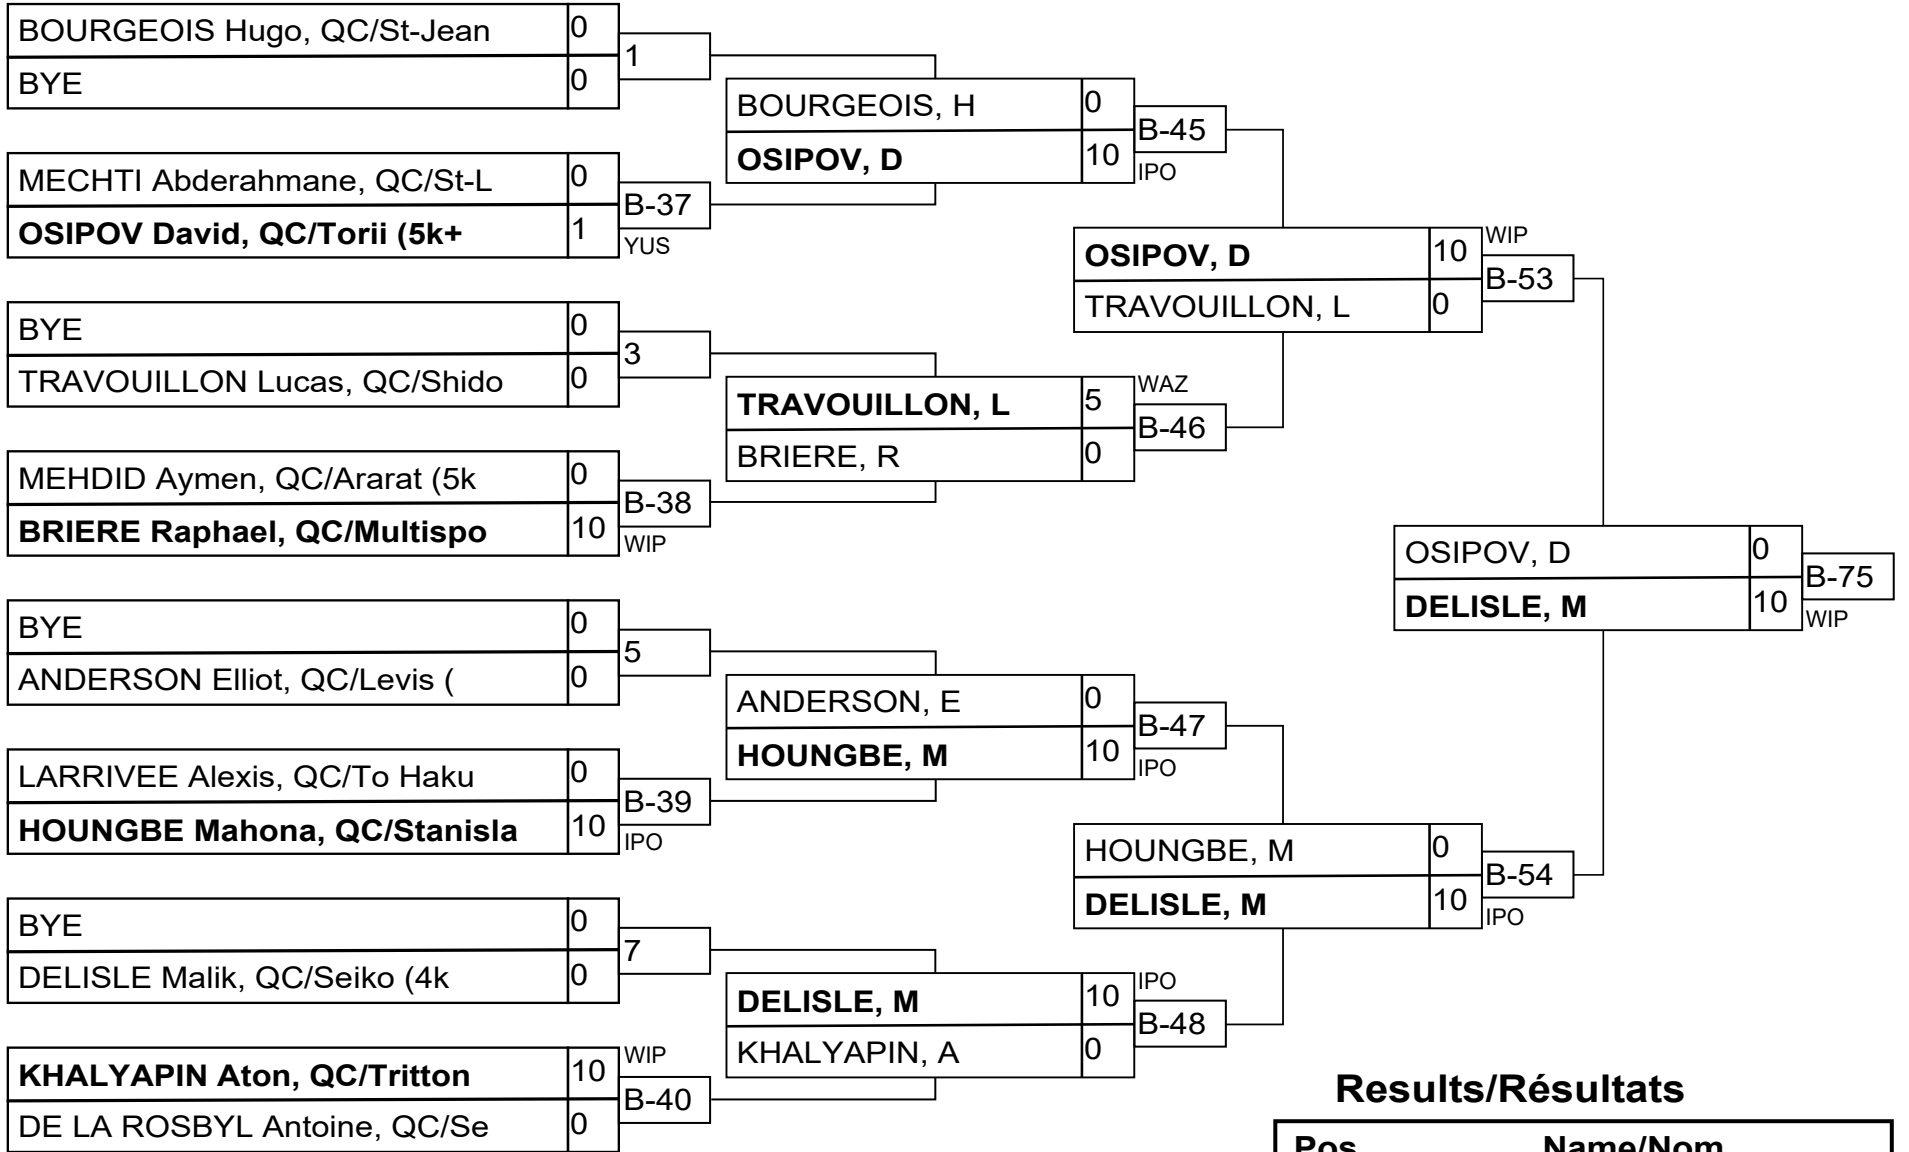 BOURGEOIS Hugo, QC/St-Jean 0
1
BYE 0
MECHTI Abderahmane, QC/St-L 0
B-37
OSIPOV David, QC/Torii (5k+ 1
YUS
BYE 0
3
TRAVOUILLON Lucas, QC/Shido 0
MEHDID Aymen, QC/Ararat (5k 0
B-38
BRIERE Raphael, QC/Multispo 10
WIP
BYE 0
5
ANDERSON Elliot, QC/Levis ( 0
LARRIVEE Alexis, QC/To Haku 0
B-39
HOUNGBE Mahona, QC/Stanisla 10
IPO
BYE 0
7
DELISLE Malik, QC/Seiko (4k 0
WIP
KHALYAPIN Aton, QC/Tritton 10
B-40
DE LA ROSBYL Antoine, QC/Se 0
BOURGEOIS, H 0
B-45
OSIPOV, D 10
IPO
WAZ
TRAVOUILLON, L 5
B-46
BRIERE, R 0
ANDERSON, E 0
B-47
HOUNGBE, M 10
IPO
IPO
DELISLE, M 10
B-48
KHALYAPIN, A 0
WIP
OSIPOV, D 10
B-53
TRAVOUILLON, L 0
HOUNGBE, M 0
B-54
DELISLE, M 10
IPO
OSIPOV, D 0
B-75
DELISLE, M 10
WIP
Results/Résultats
Pos Name/Nom